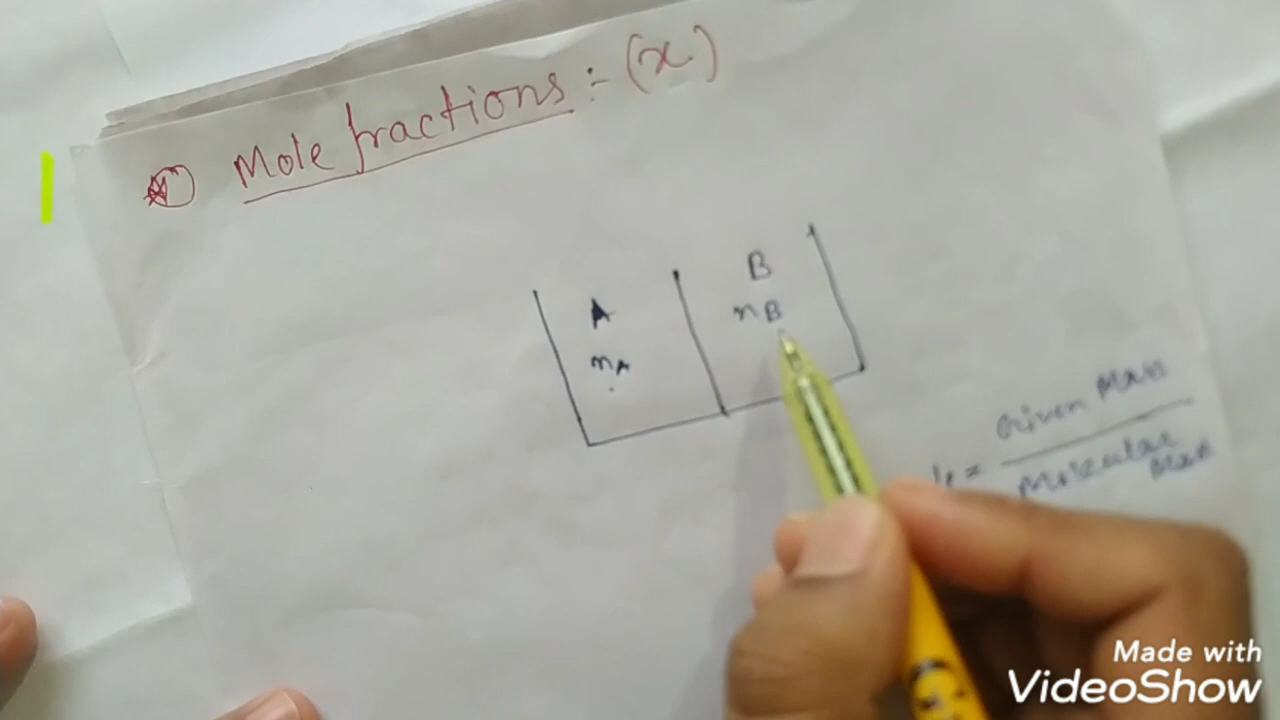 Mole fractions :- (x)
A
nA
B
nB
= Given Mass
Molecular
Mass
Made with
VideoShow